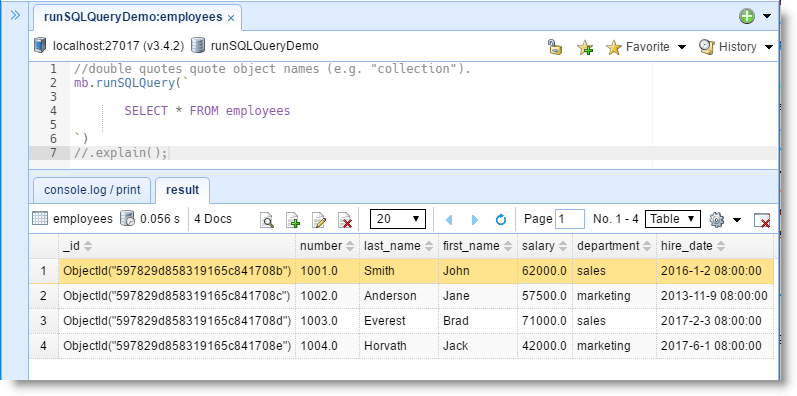 runSQLQueryDemo:employees ×
localhost:27017 (v3.4.2) runSQLQueryDemo Favorite History
1 //double quotes quote object names (e.g. "collection").
2 mb.runSQLQuery(`
3
4 SELECT * FROM employees
5
6 `)
7 //.explain();
console.log / print result
employees 0.056 s 4 Docs 20 Page 1 No. 1 - 4 Table
_id number last_name first_name salary department hire_date
1 ObjectId("597829d858319165c841708b") 1001.0 Smith John 62000.0 sales 2016-1-2 08:00:00
2 ObjectId("597829d858319165c841708c") 1002.0 Anderson Jane 57500.0 marketing 2013-11-9 08:00:00
3 ObjectId("597829d858319165c841708d") 1003.0 Everest Brad 71000.0 sales 2017-2-3 08:00:00
4 ObjectId("597829d858319165c841708e") 1004.0 Horvath Jack 42000.0 marketing 2017-6-1 08:00:00